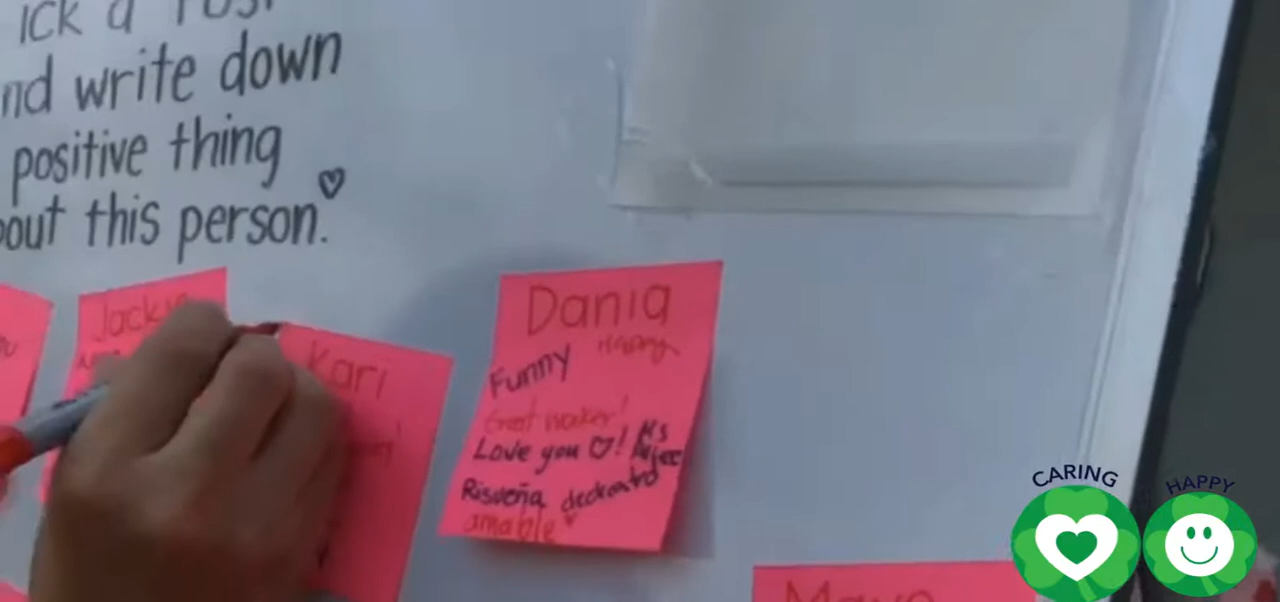 ick a Post
nd write down
positive thing
bout this person.
Jackie
Kari
Dania
Happy
Funny
Great worker!
Love you ♡! Ms
Risueña dedicated
amable
CARING
HAPPY